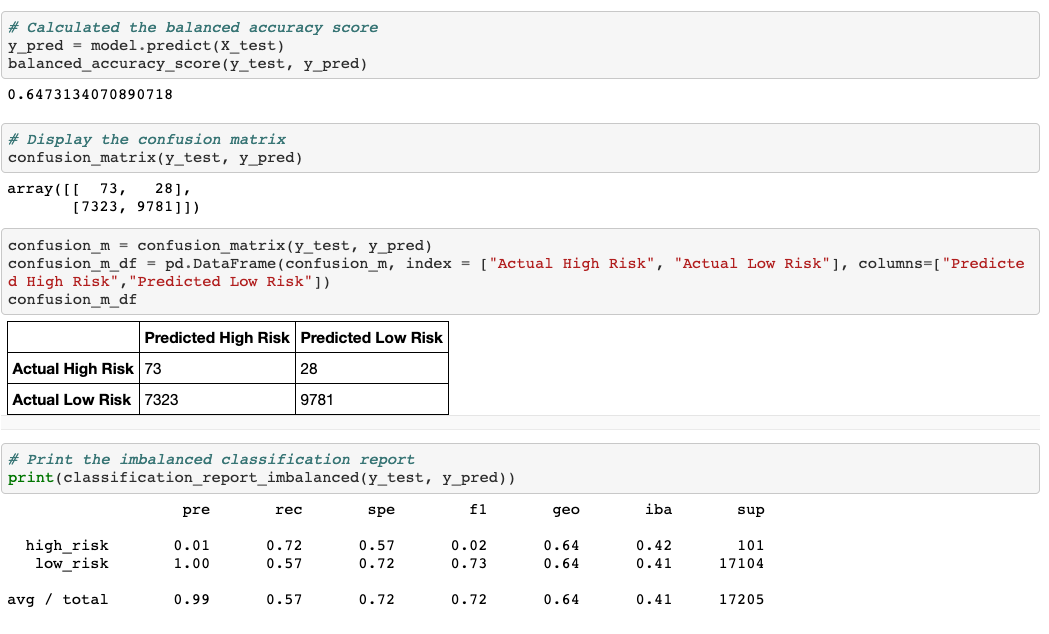 # Calculated the balanced accuracy score
y_pred = model.predict(X_test)
balanced_accuracy_score(y_test, y_pred)
0.6473134070890718
# Display the confusion matrix
confusion_matrix(y_test, y_pred)
array([[  73,   28],
       [7323, 9781]])
confusion_m = confusion_matrix(y_test, y_pred)
confusion_m_df = pd.DataFrame(confusion_m, index = ["Actual High Risk", "Actual Low Risk"], columns=["Predicte
d High Risk","Predicted Low Risk"])
confusion_m_df
Predicted High Risk Predicted Low Risk
Actual High Risk 73 28
Actual Low Risk 7323 9781
# Print the imbalanced classification report
print(classification_report_imbalanced(y_test, y_pred))
pre rec spe f1 geo iba sup
high_risk 0.01 0.72 0.57 0.02 0.64 0.42 101
low_risk 1.00 0.57 0.72 0.73 0.64 0.41 17104
avg / total 0.99 0.57 0.72 0.72 0.64 0.41 17205